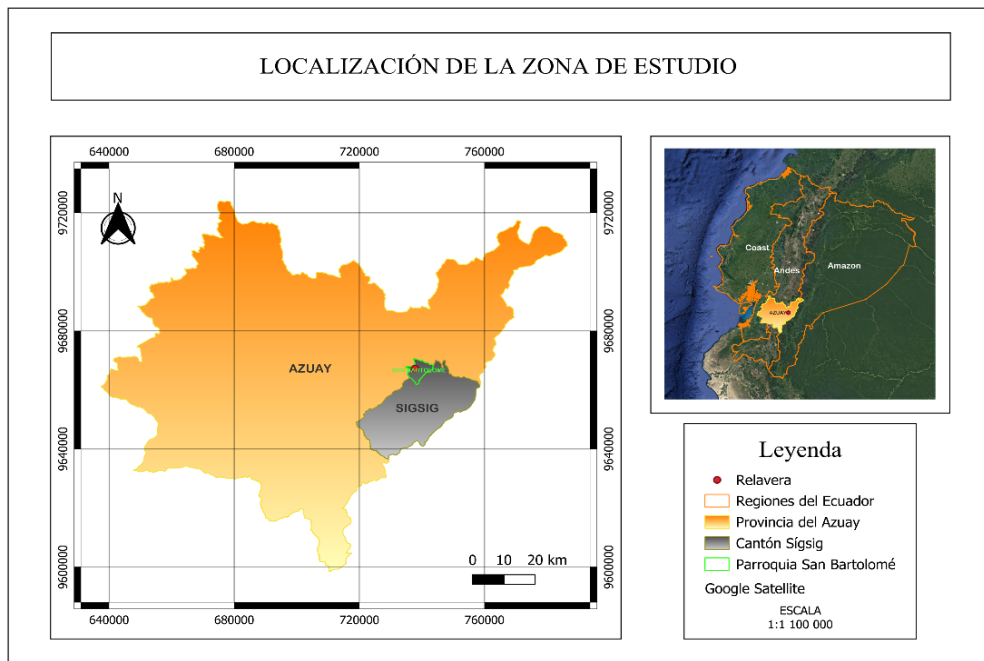 LOCALIZACIÓN DE LA ZONA DE ESTUDIO
640000 680000 720000 760000
N
9720000 9720000
9680000 9680000
9640000 9640000
9600000 9600000
AZUAY
SIGSIG
0 10 20 km
640000 680000 720000 760000
Coast
Andes
Amazon
AZUAY
Leyenda
Relavera
Regiones del Ecuador
Provincia del Azuay
Cantón Sígsig
Parroquia San Bartolomé
Google Satellite
ESCALA
1:1 100 000